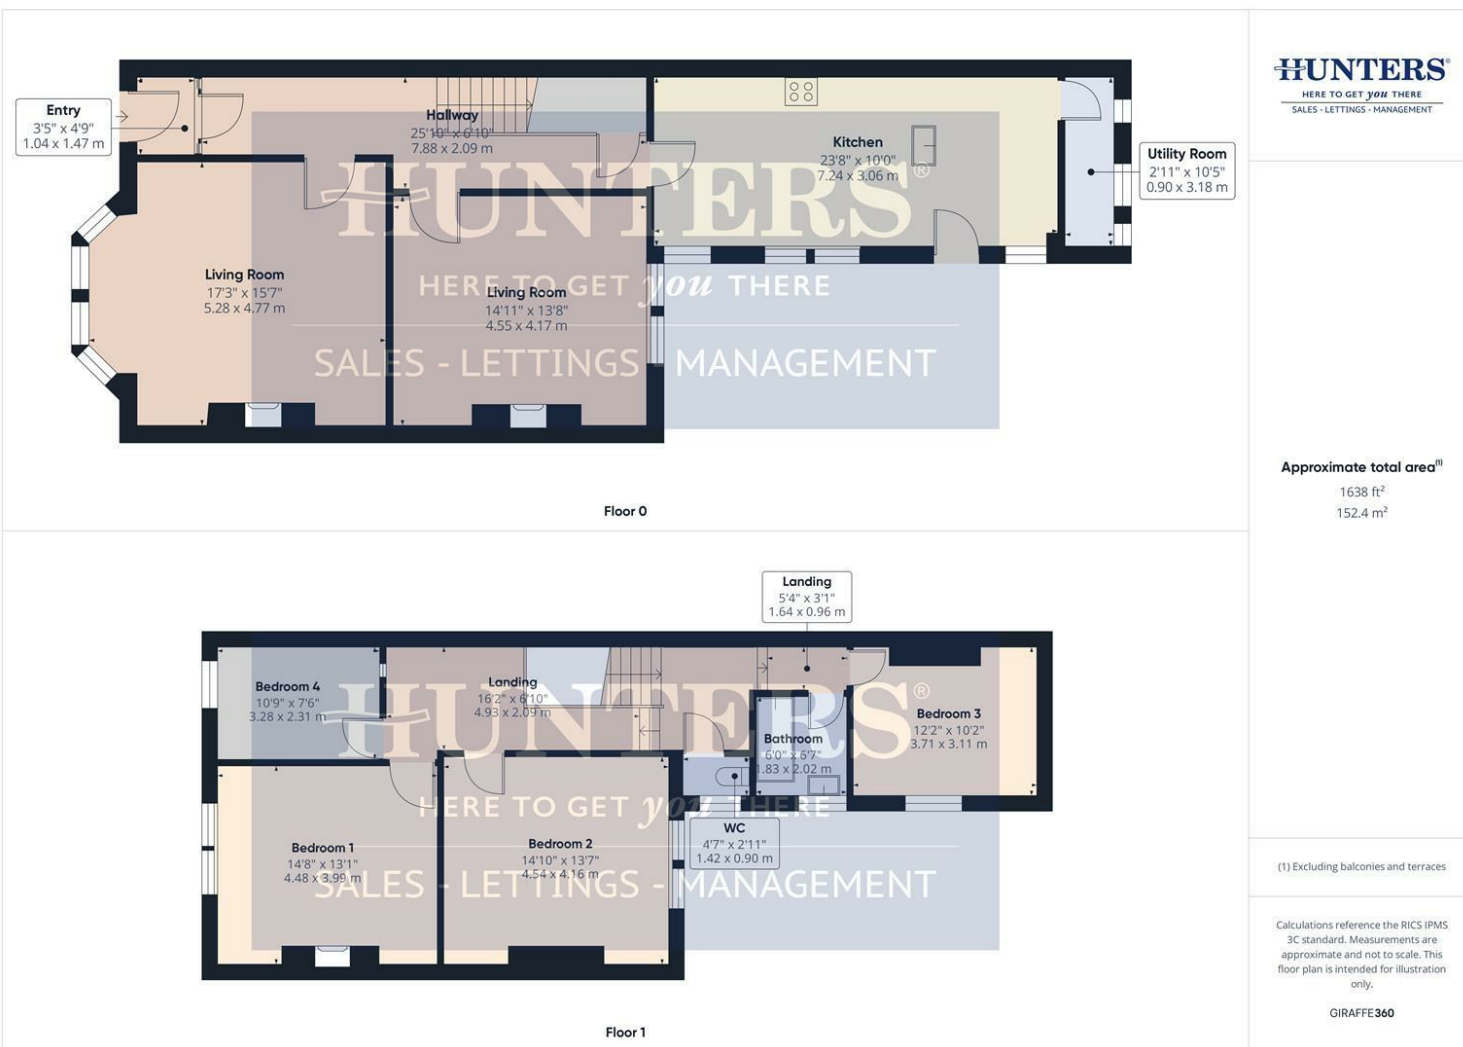 Entry
3'5" x 4'9"
1.04 x 1.47 m
Hallway
25'10" x 6'10"
7.88 x 2.09 m
Kitchen
23'8" x 10'0"
7.24 x 3.06 m
Utility Room
2'11" x 10'5"
0.90 x 3.18 m
Living Room
17'3" x 15'7"
5.28 x 4.77 m
Living Room
14'11" x 13'8"
4.55 x 4.17 m
HUNTERS®
HERE TO GET you THERE
SALES - LETTINGS - MANAGEMENT
Floor 0
Landing
5'4" x 3'1"
1.64 x 0.96 m
Bedroom 4
10'9" x 7'6"
3.28 x 2.31 m
Landing
16'2" x 6'10"
4.93 x 2.09 m
Bathroom
6'0" x 6'7"
1.83 x 2.02 m
Bedroom 3
12'2" x 10'2"
3.71 x 3.11 m
WC
4'7" x 2'11"
1.42 x 0.90 m
Bedroom 1
14'8" x 13'1"
4.48 x 3.99 m
Bedroom 2
14'10" x 13'7"
4.54 x 4.16 m
HUNTERS®
HERE TO GET you THERE
SALES - LETTINGS - MANAGEMENT
Floor 1
HUNTERS®
HERE TO GET you THERE
SALES - LETTINGS - MANAGEMENT
Approximate total area⁽¹⁾
1638 ft²
152.4 m²
(1) Excluding balconies and terraces
Calculations reference the RICS IPMS
3C standard. Measurements are
approximate and not to scale. This
floor plan is intended for illustration
only.
GIRAFFE360